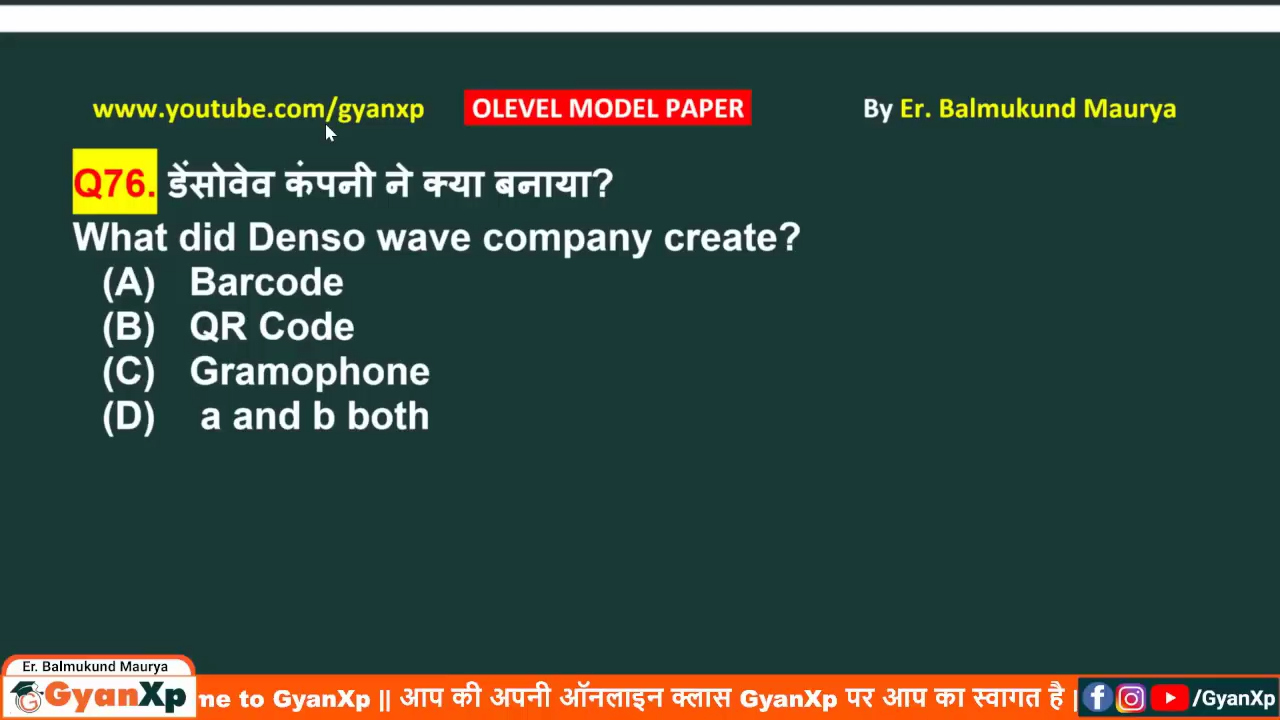 www.youtube.com/gyanxp OLEVEL MODEL PAPER By Er. Balmukund Maurya
Q76. डेंसोवेव कंपनी ने क्या बनाया?
What did Denso wave company create?
(A) Barcode
(B) QR Code
(C) Gramophone
(D) a and b both
Er. Balmukund Maurya
GyanXp me to GyanXp || आप की अपनी ऑनलाइन क्लास GyanXp पर आप का स्वागत है | /GyanXp